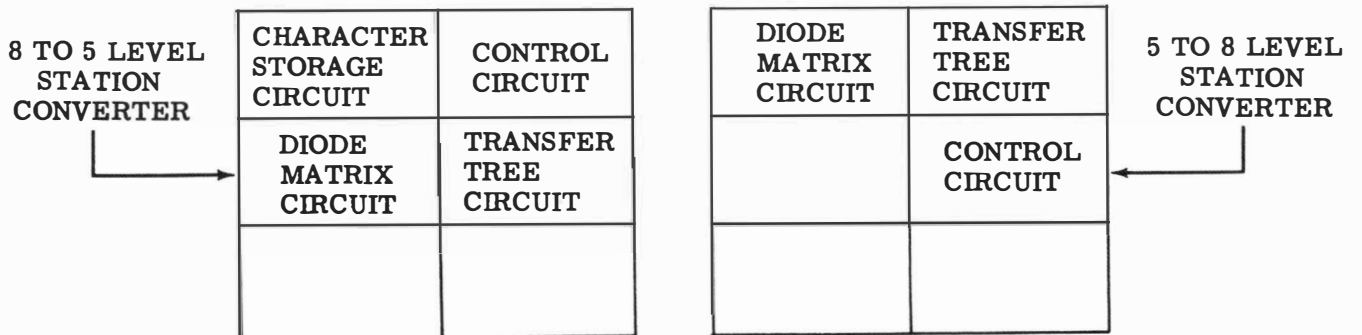 8 TO 5 LEVEL
STATION
CONVERTER
CHARACTER
STORAGE
CIRCUIT
CONTROL
CIRCUIT
DIODE
MATRIX
CIRCUIT
TRANSFER
TREE
CIRCUIT
DIODE
MATRIX
CIRCUIT
TRANSFER
TREE
CIRCUIT
CONTROL
CIRCUIT
5 TO 8 LEVEL
STATION
CONVERTER